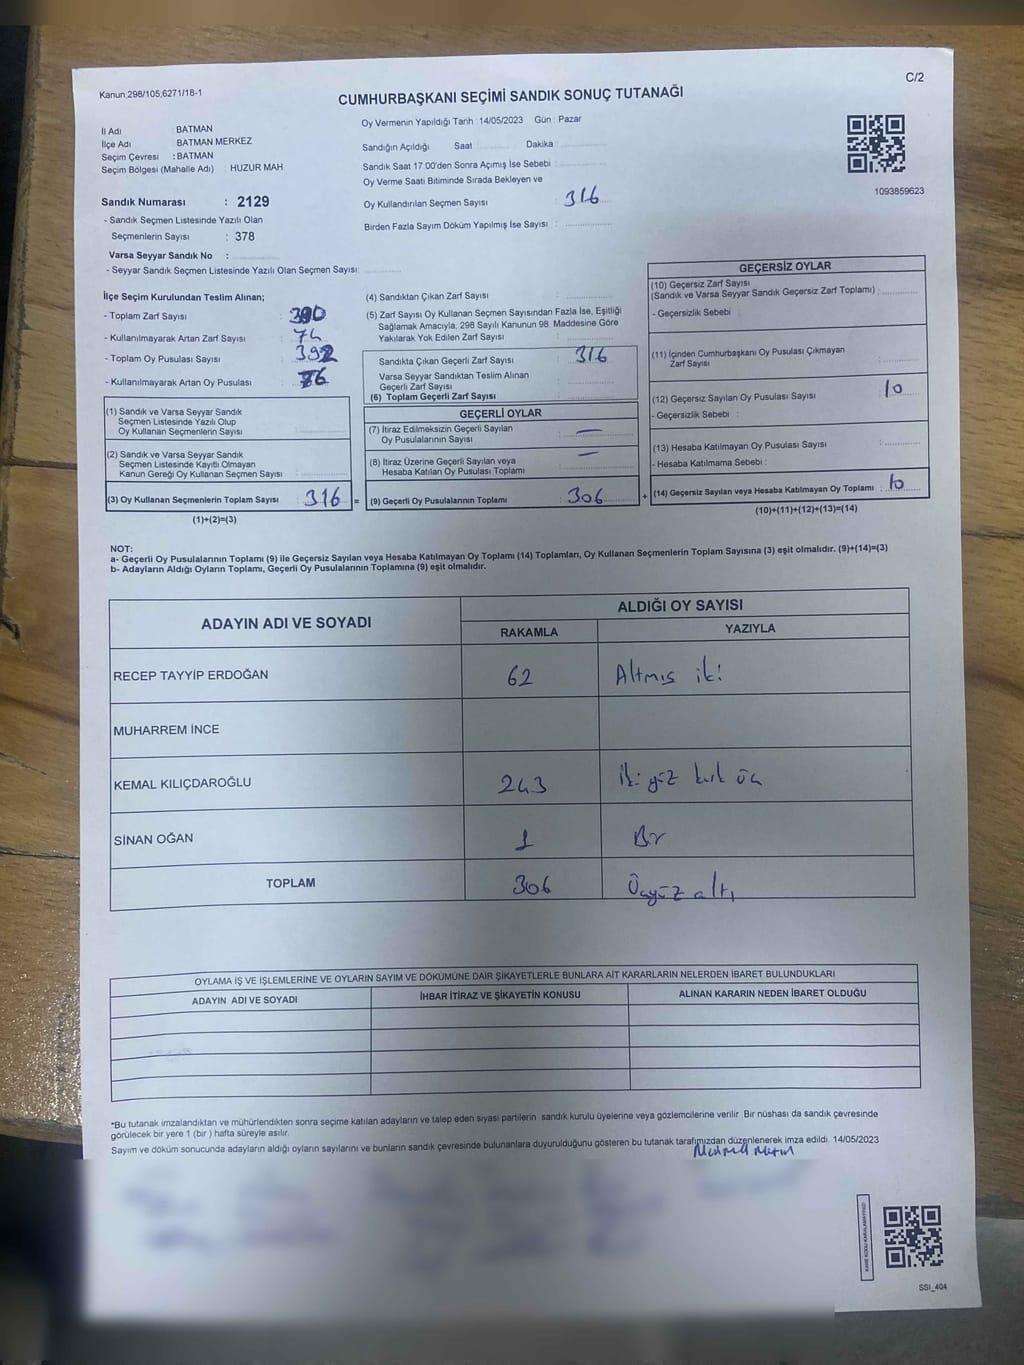 C/2
Kanun;298/105,6271/18-1
CUMHURBAŞKANI SEÇİMİ SANDIK SONUÇ TUTANAĞI
İl Adı : BATMAN
İlçe Adı BATMAN MERKEZ
Seçim Çevresi : BATMAN
Seçim Bölgesi (Mahalle Adı) : HUZUR MAH
Sandık Numarası : 2129
- Sandık Seçmen Listesinde Yazılı Olan
Seçmenlerin Sayısı : 378
Varsa Seyyar Sandık No :
- Seyyar Sandık Seçmen Listesinde Yazılı Olan Seçmen Sayısı:
Oy Vermenin Yapıldığı Tarih : 14/05/2023 Gün : Pazar
Sandığın Açıldığı Saat Dakika :
Sandık Saat 17.00'den Sonra Açımış İse Sebebi :
Oy Verme Saati Bitiminde Sırada Bekleyen ve
Oy Kullandırılan Seçmen Sayısı : 316
Birden Fazla Sayım Döküm Yapılmış İse Sayısı :
1093859623
İlçe Seçim Kurulundan Teslim Alınan;
- Toplam Zarf Sayısı : 390
- Kullanılmayarak Artan Zarf Sayısı : 74
- Toplam Oy Pusulası Sayısı : 392
- Kullanılmayarak Artan Oy Pusulası : 76
(1) Sandık ve Varsa Seyyar Sandık
Seçmen Listesinde Yazılı Olup
Oy Kullanan Seçmenlerin Sayısı :
(2) Sandık ve Varsa Seyyar Sandık
Seçmen Listesinde Kayıtlı Olmayan
Kanun Gereği Oy Kullanan Seçmen Sayısı :
(3) Oy Kullanan Seçmenlerin Toplam Sayısı : 316 =
(1)+(2)=(3)
(4) Sandıktan Çıkan Zarf Sayısı :
(5) Zarf Sayısı Oy Kullanan Seçmen Sayısından Fazla İse, Eşitliği
Sağlamak Amacıyla; 298 Sayılı Kanunun 98. Maddesine Göre
Yakılarak Yok Edilen Zarf Sayısı :
Sandıkta Çıkan Geçerli Zarf Sayısı : 316
Varsa Seyyar Sandıktan Teslim Alınan
Geçerli Zarf Sayısı :
(6) Toplam Geçerli Zarf Sayısı :
GEÇERLİ OYLAR
(7) İtiraz Edilmeksizin Geçerli Sayılan
Oy Pusulalarının Sayısı : —
(8) İtiraz Üzerine Geçerli Sayılan veya
Hesaba Katılan Oy Pusulası Toplamı : —
(9) Geçerli Oy Pusulalarının Toplamı : 306 +
GEÇERSİZ OYLAR
(10) Geçersiz Zarf Sayısı
(Sandık ve Varsa Seyyar Sandık Geçersiz Zarf Toplamı) :
- Geçersizlik Sebebi :
(11) İçinden Cumhurbaşkanı Oy Pusulası Çıkmayan
Zarf Sayısı :
(12) Geçersiz Sayılan Oy Pusulası Sayısı : 10
- Geçersizlik Sebebi :
(13) Hesaba Katılmayan Oy Pusulası Sayısı :
- Hesaba Katılmama Sebebi :
(14) Geçersiz Sayılan veya Hesaba Katılmayan Oy Toplamı : 10
(10)+(11)+(12)+(13)=(14)
NOT:
a- Geçerli Oy Pusulalarının Toplamı (9) ile Geçersiz Sayılan veya Hesaba Katılmayan Oy Toplamı (14) Toplamları, Oy Kullanan Seçmenlerin Toplam Sayısına (3) eşit olmalıdır. (9)+(14)=(3)
b- Adayların Aldığı Oyların Toplamı, Geçerli Oy Pusulalarının Toplamına (9) eşit olmalıdır.
ADAYIN ADI VE SOYADI ALDIĞI OY SAYISI
RAKAMLA YAZIYLA
RECEP TAYYİP ERDOĞAN 62 Altmış iki
MUHARREM İNCE
KEMAL KILIÇDAROĞLU 243 iki yüz kırk üç
SİNAN OĞAN 1 Bir
TOPLAM 306 Üçyüz altı
OYLAMA İŞ VE İŞLEMLERİNE VE OYLARIN SAYIM VE DÖKÜMÜNE DAİR ŞİKAYETLERLE BUNLARA AİT KARARLARIN NELERDEN İBARET BULUNDUKLARI
ADAYIN ADI VE SOYADI İHBAR İTİRAZ VE ŞİKAYETİN KONUSU ALINAN KARARIN NEDEN İBARET OLDUĞU
*Bu tutanak imzalandıktan ve mühürlendikten sonra seçime katılan adayların ve talep eden siyasi partilerin sandık kurulu üyelerine veya gözlemcilerine verilir. Bir nüshası da sandık çevresinde
görülecek bir yere 1 (bir ) hafta süreyle asılır.
Sayım ve döküm sonucunda adayların aldığı oyların sayılarını ve bunların sandık çevresinde bulunanlara duyurulduğunu gösteren bu tutanak tarafımızdan düzenlenerek imza edildi. 14/05/2023
KARE KODU KARALAMAYINIZ!
SSI_404